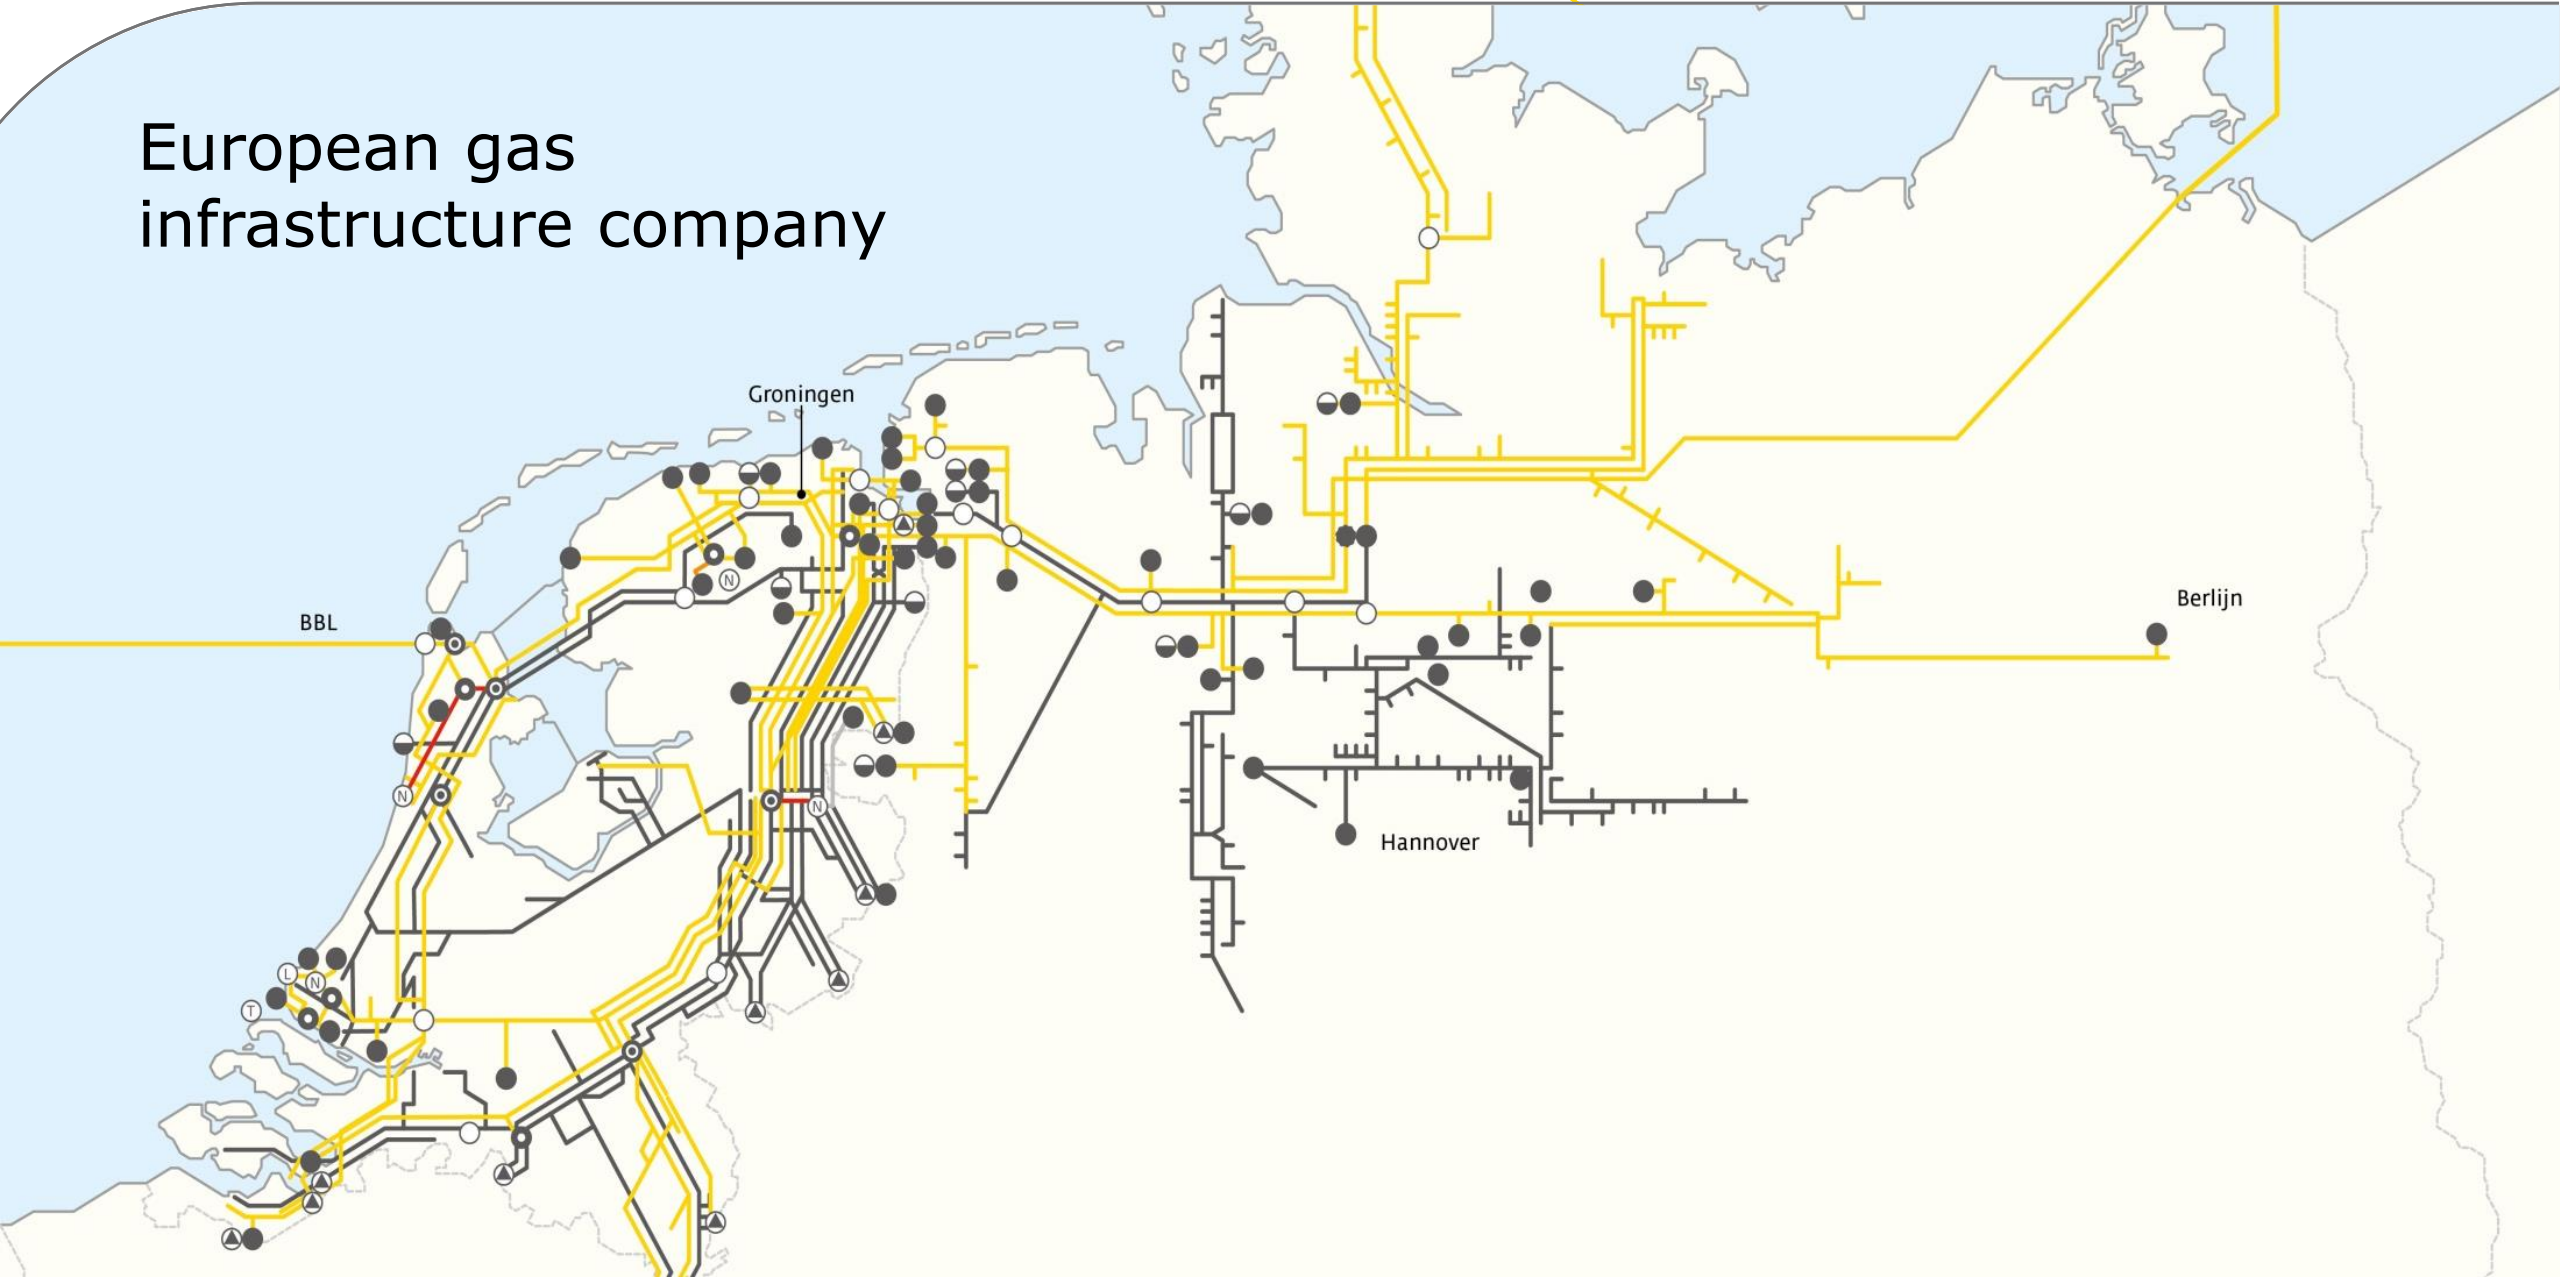 European gas
infrastructure company
Groningen
N
BBL
Berlijn
N
N
Hannover
L
N
T